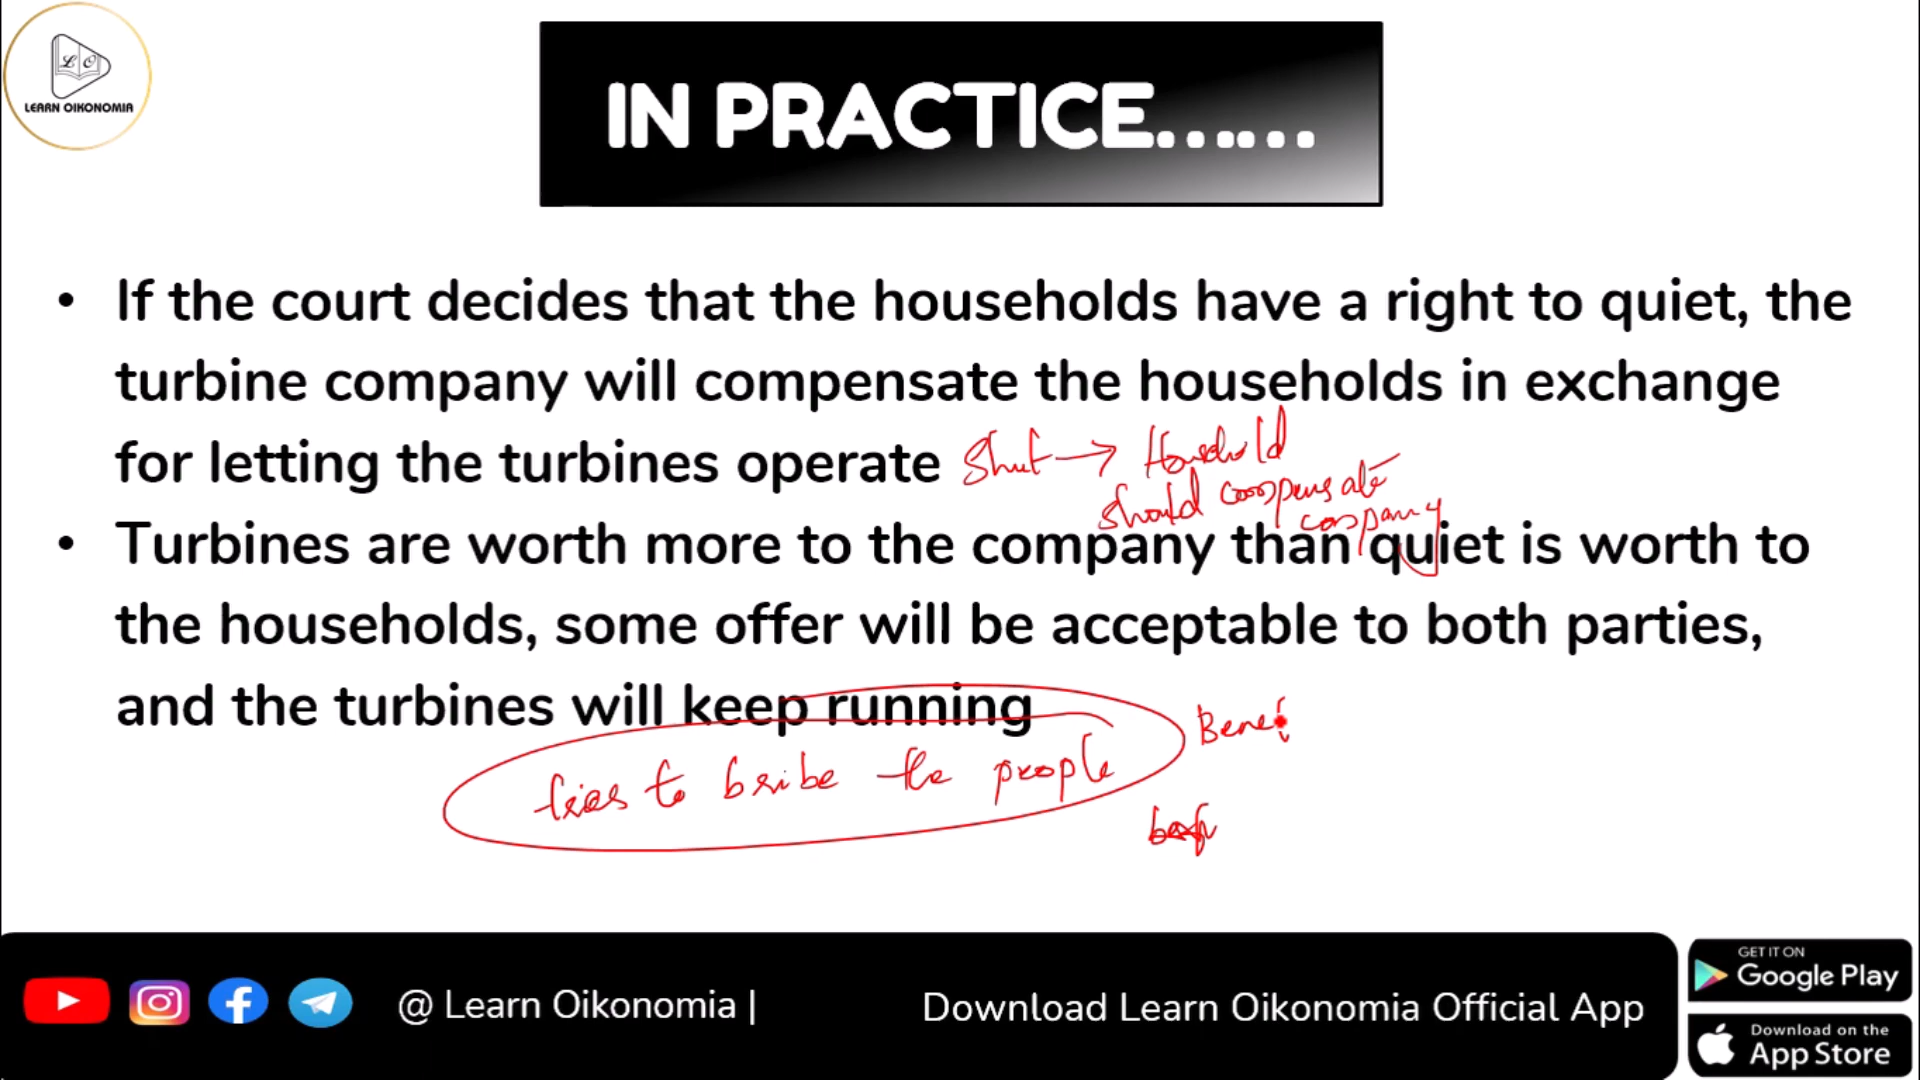 LO
LEARN OIKONOMIA
IN PRACTICE......
• If the court decides that the households have a right to quiet, the
turbine company will compensate the households in exchange
for letting the turbines operate
Shut → Household
should compensate
company
• Turbines are worth more to the company than quiet is worth to
the households, some offer will be acceptable to both parties,
and the turbines will keep running
Bene
tries to bribe the people
@ Learn Oikonomia |
Download Learn Oikonomia Official App
GET IT ON
Google Play
Download on the
App Store